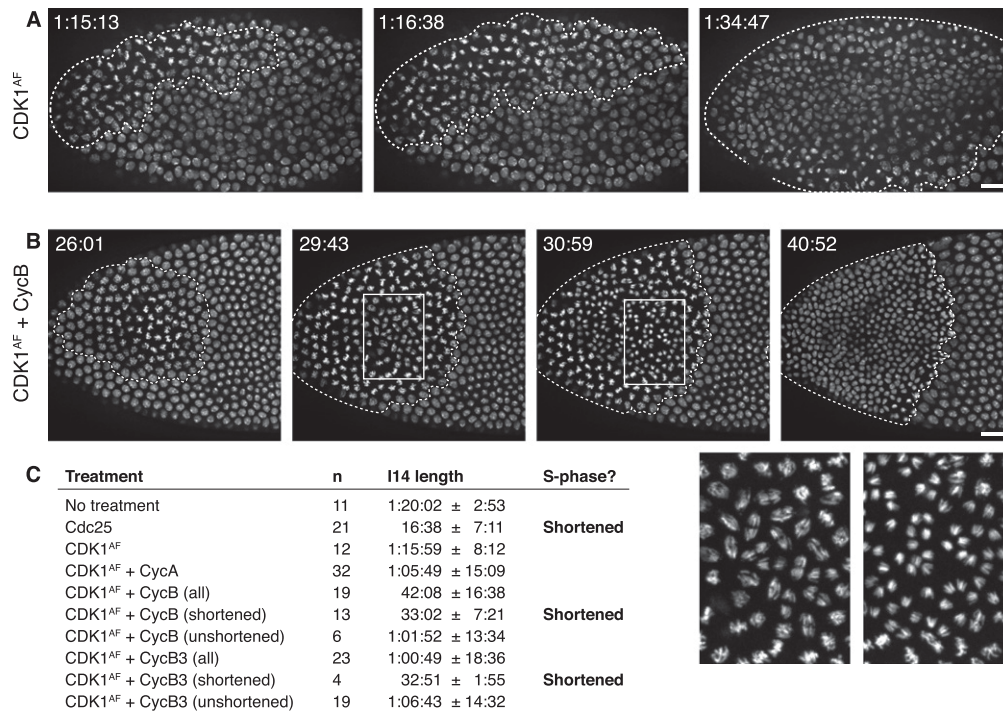 A
CDK1ᴬᶠ
1:15:13
1:16:38
1:34:47
B
CDK1ᴬᶠ + CycB
26:01
29:43
30:59
40:52
C
Treatment n I14 length S-phase?
No treatment 11 1:20:02 ± 2:53
Cdc25 21 16:38 ± 7:11 Shortened
CDK1ᴬᶠ 12 1:15:59 ± 8:12
CDK1ᴬᶠ + CycA 32 1:05:49 ± 15:09
CDK1ᴬᶠ + CycB (all) 19 42:08 ± 16:38
CDK1ᴬᶠ + CycB (shortened) 13 33:02 ± 7:21 Shortened
CDK1ᴬᶠ + CycB (unshortened) 6 1:01:52 ± 13:34
CDK1ᴬᶠ + CycB3 (all) 23 1:00:49 ± 18:36
CDK1ᴬᶠ + CycB3 (shortened) 4 32:51 ± 1:55 Shortened
CDK1ᴬᶠ + CycB3 (unshortened) 19 1:06:43 ± 14:32